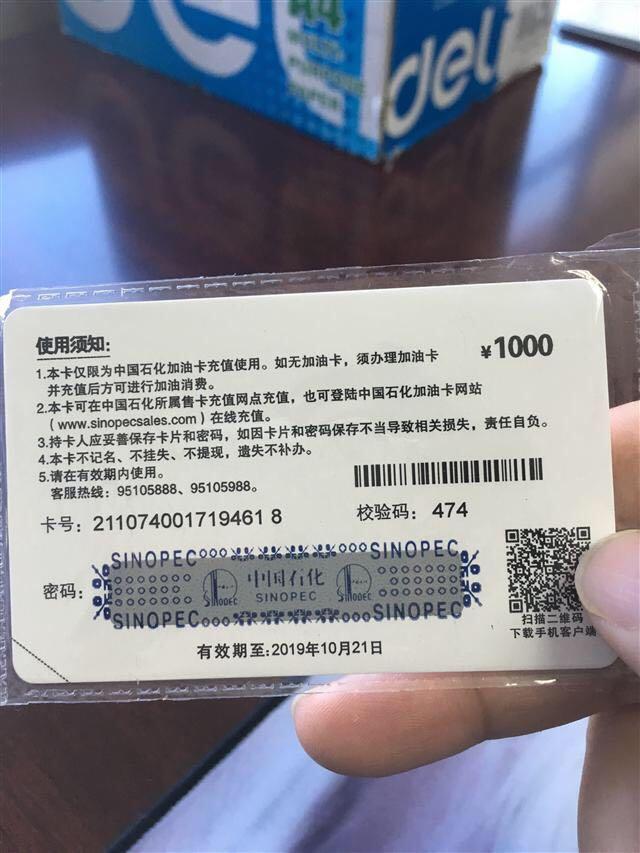 A4
MULTI-
PURPOSE
PAPER
deli
使用须知:
¥1000
1.本卡仅限为中国石化加油卡充值使用。如无加油卡，须办理加油卡
并充值后方可进行加油消费。
2.本卡可在中国石化所属售卡充值网点充值，也可登陆中国石化加油卡网站
（www.sinopecsales.com）在线充值。
3.持卡人应妥善保存卡片和密码，如因卡片和密码保存不当导致相关损失，责任自负。
4.本卡不记名、不挂失、不提现，遗失不补办。
5.请在有效期内使用。
客服热线：95105888、95105988。
卡号：211074001719461 8
校验码：474
密码：
SINOPEC SINOPEC
中国石化
SINOPEC
SINOPEC SINOPEC
SINOPEC SINOPEC
扫描二维码
下载手机客户端
有效期至:2019年10月21日